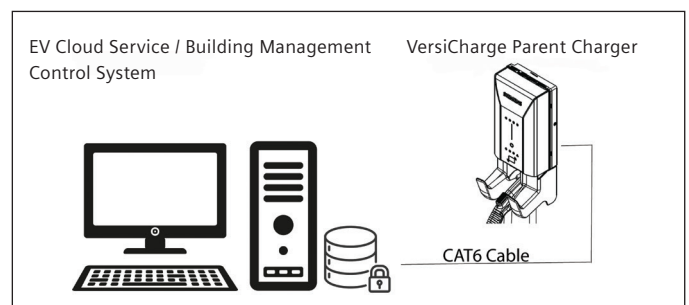 EV Cloud Service / Building Management
Control System
VersiCharge Parent Charger
CAT6 Cable